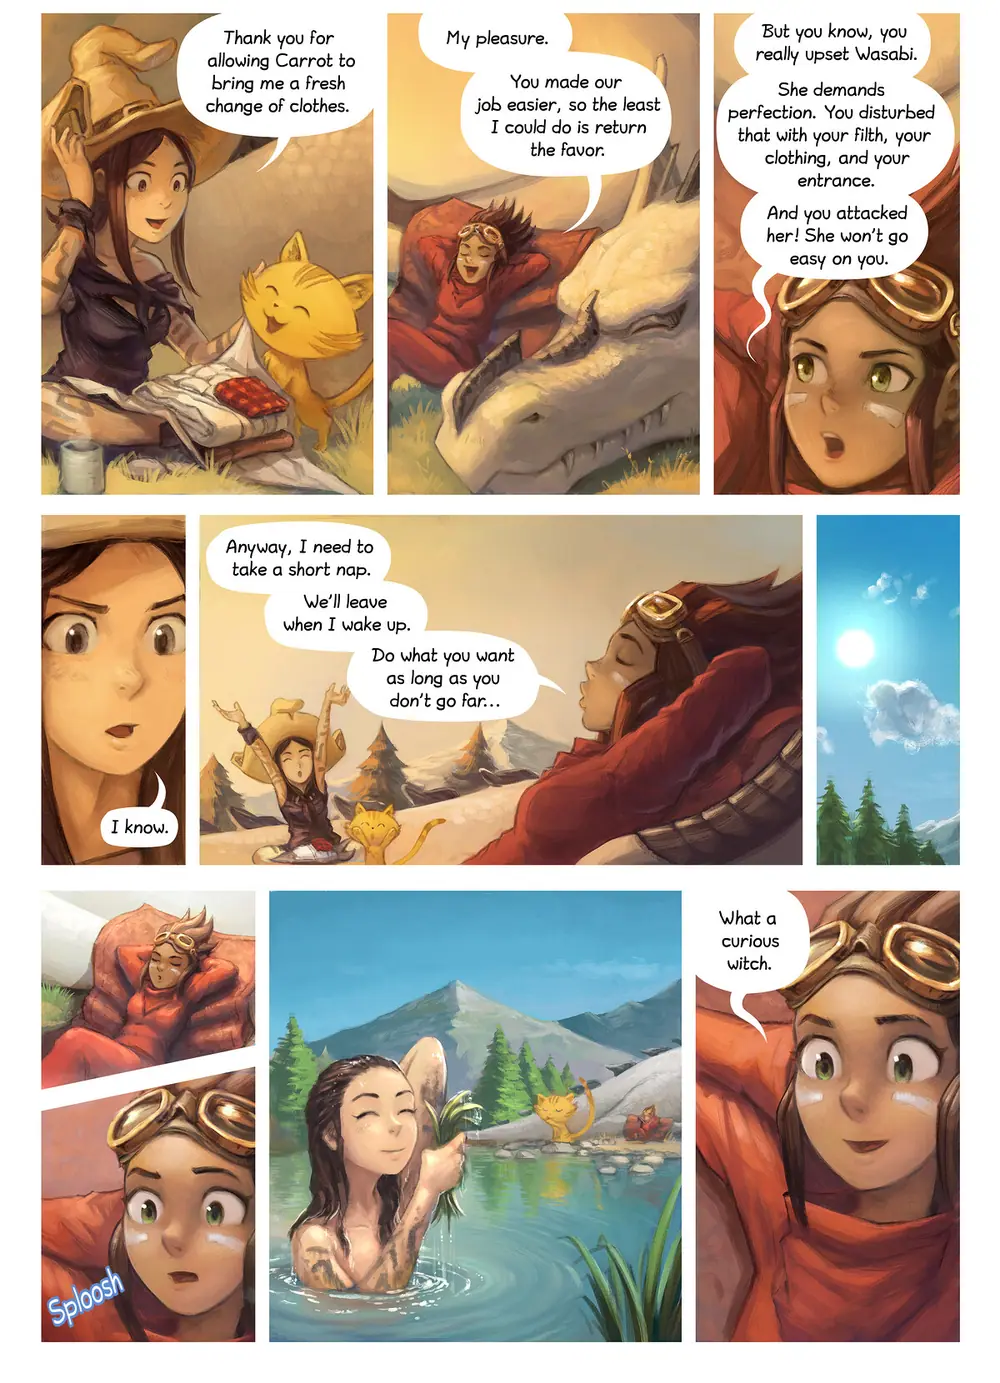 Thank you for
allowing Carrot to
bring me a fresh
change of clothes.
My pleasure.
You made our
job easier, so the least
I could do is return
the favor.
But you know, you
really upset Wasabi.
She demands
perfection. You disturbed
that with your filth, your
clothing, and your
entrance.
And you attacked
her! She won't go
easy on you.
I know.
Anyway, I need to
take a short nap.
We'll leave
when I wake up.
Do what you want
as long as you
don't go far...
Sploosh
What a
curious
witch.